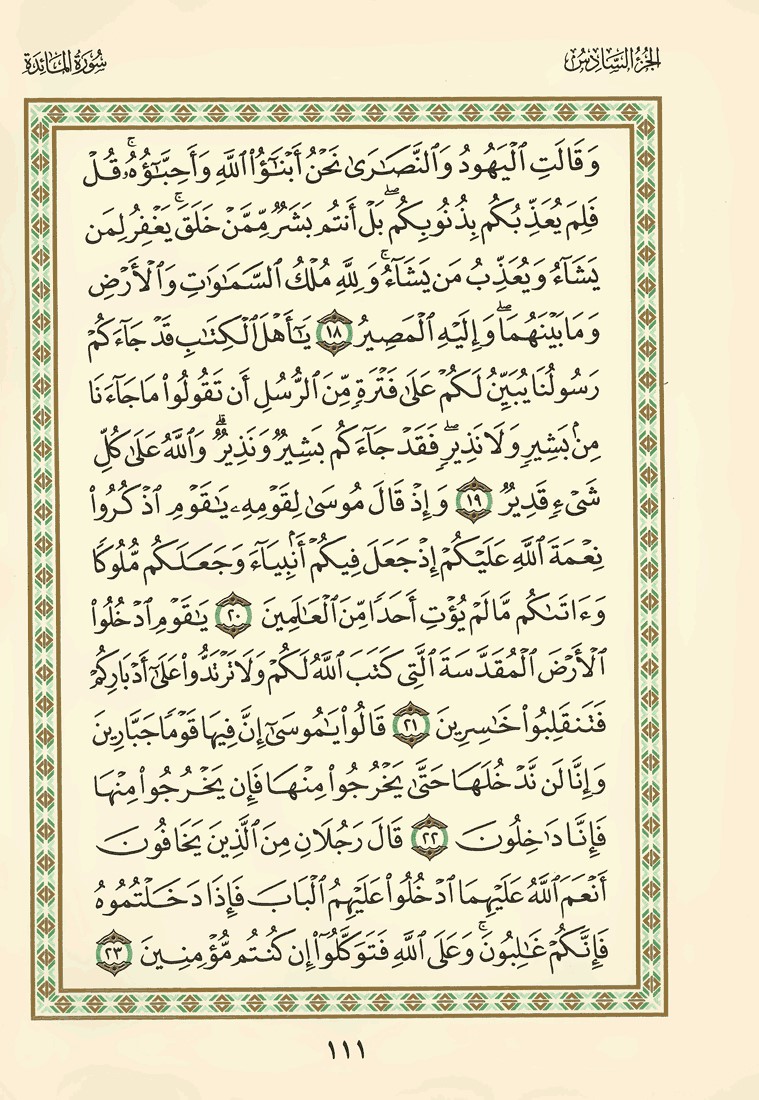 الجزء السادس
سورة المائدة
وَقَالَتِ ٱلْيَهُودُ وَٱلنَّصَٰرَىٰ نَحْنُ أَبْنَٰٓؤُا۟ ٱللَّهِ وَأَحِبَّٰٓؤُهُۥ ۚ قُلْ
فَلِمَ يُعَذِّبُكُم بِذُنُوبِكُم ۖ بَلْ أَنتُم بَشَرٌ مِّمَّنْ خَلَقَ ۚ يَغْفِرُ لِمَن
يَشَآءُ وَيُعَذِّبُ مَن يَشَآءُ ۚ وَلِلَّهِ مُلْكُ ٱلسَّمَٰوَٰتِ وَٱلْأَرْضِ
وَمَا بَيْنَهُمَا ۖ وَإِلَيْهِ ٱلْمَصِيرُ ١٨ يَٰٓأَهْلَ ٱلْكِتَٰبِ قَدْ جَآءَكُمْ
رَسُولُنَا يُبَيِّنُ لَكُمْ عَلَىٰ فَتْرَةٍ مِّنَ ٱلرُّسُلِ أَن تَقُولُوا۟ مَا جَآءَنَا
مِنۢ بَشِيرٍ وَلَا نَذِيرٍ ۖ فَقَدْ جَآءَكُم بَشِيرٌ وَنَذِيرٌ ۗ وَٱللَّهُ عَلَىٰ كُلِّ
شَىْءٍ قَدِيرٌ ١٩ وَإِذْ قَالَ مُوسَىٰ لِقَوْمِهِۦ يَٰقَوْمِ ٱذْكُرُوا۟
نِعْمَةَ ٱللَّهِ عَلَيْكُمْ إِذْ جَعَلَ فِيكُمْ أَنۢبِيَآءَ وَجَعَلَكُم مُّلُوكًا
وَءَاتَىٰكُم مَّا لَمْ يُؤْتِ أَحَدًا مِّنَ ٱلْعَٰلَمِينَ ٢٠ يَٰقَوْمِ ٱدْخُلُوا۟
ٱلْأَرْضَ ٱلْمُقَدَّسَةَ ٱلَّتِى كَتَبَ ٱللَّهُ لَكُمْ وَلَا تَرْتَدُّوا۟ عَلَىٰٓ أَدْبَارِكُمْ
فَتَنقَلِبُوا۟ خَٰسِرِينَ ٢١ قَالُوا۟ يَٰمُوسَىٰٓ إِنَّ فِيهَا قَوْمًا جَبَّارِينَ
وَإِنَّا لَن نَّدْخُلَهَا حَتَّىٰ يَخْرُجُوا۟ مِنْهَا فَإِن يَخْرُجُوا۟ مِنْهَا
فَإِنَّا دَٰخِلُونَ ٢٢ قَالَ رَجُلَانِ مِنَ ٱلَّذِينَ يَخَافُونَ
أَنْعَمَ ٱللَّهُ عَلَيْهِمَا ٱدْخُلُوا۟ عَلَيْهِمُ ٱلْبَابَ فَإِذَا دَخَلْتُمُوهُ
فَإِنَّكُمْ غَٰلِبُونَ ۚ وَعَلَى ٱللَّهِ فَتَوَكَّلُوٓا۟ إِن كُنتُم مُّؤْمِنِينَ ٢٣
١١١